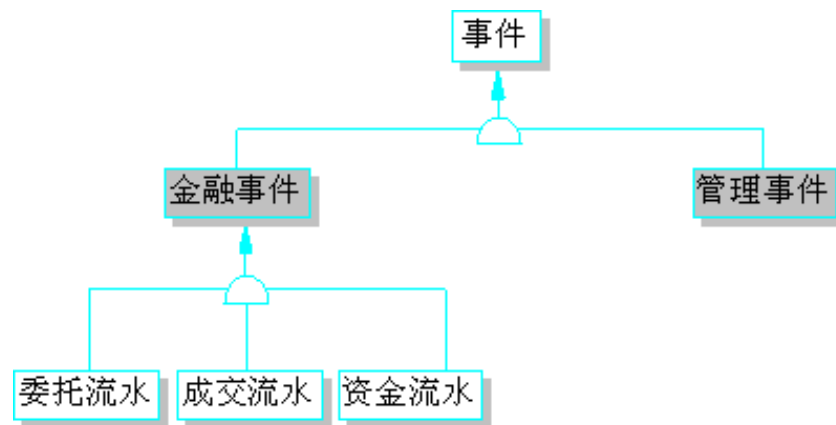 事件
金融事件
管理事件
委托流水
成交流水
资金流水